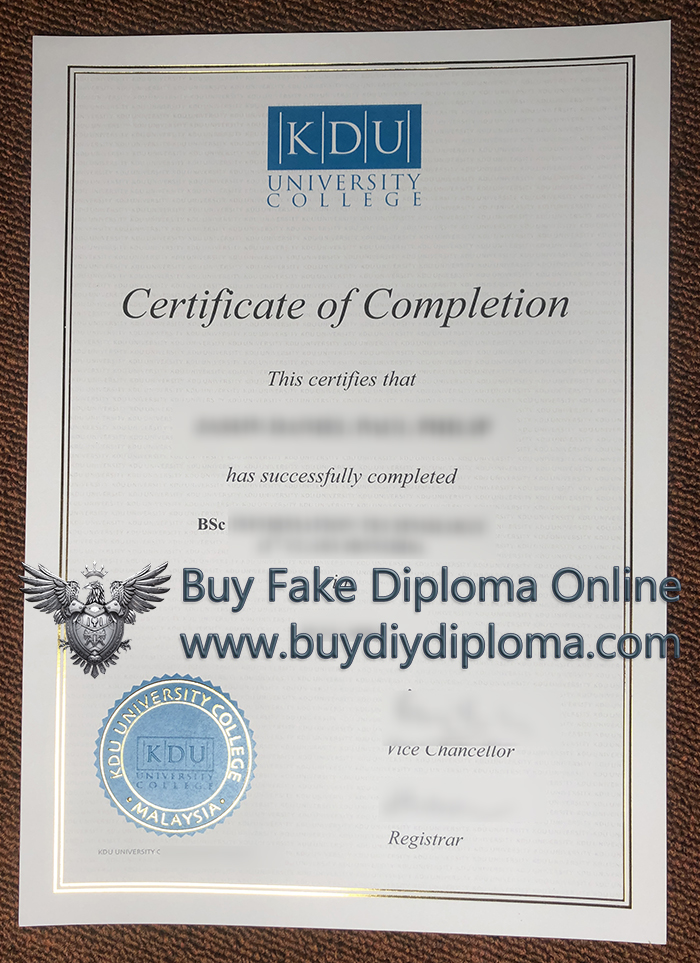 |K|D|U|
UNIVERSITY
COLLEGE
Certificate of Completion
This certifies that
has successfully completed
BSc
Buy Fake Diploma Online
www.buydiydiploma.com
KDU UNIVERSITY COLLEGE
KDU
UNIVERSITY
COLLEGE
· MALAYSIA ·
Vice Chancellor
Registrar
KDU UNIVERSITY C